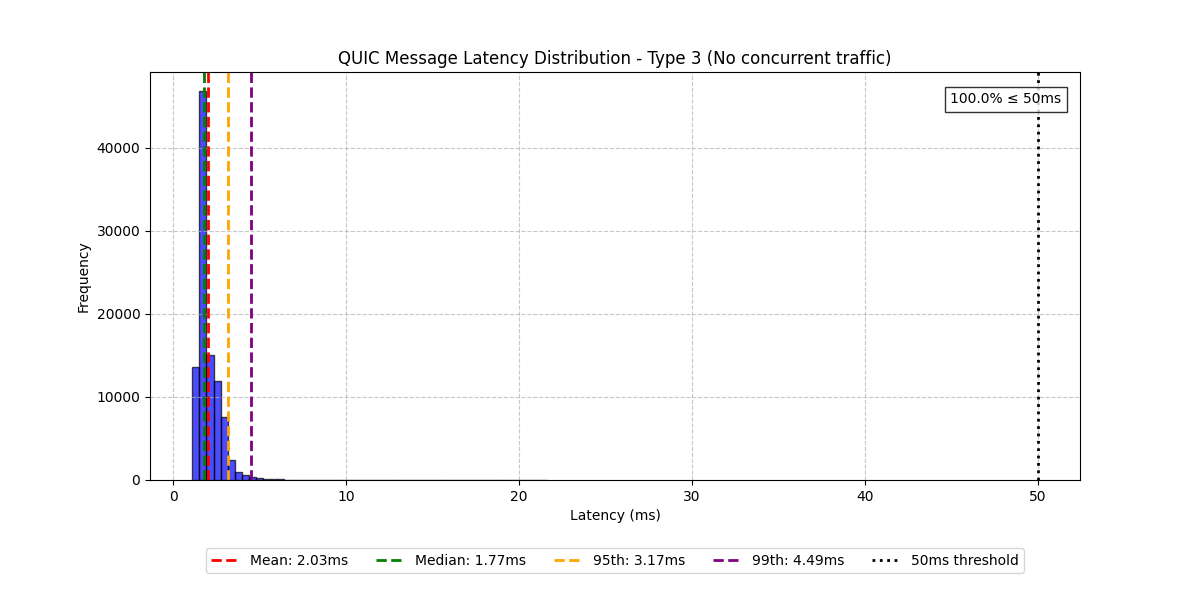 QUIC Message Latency Distribution - Type 3 (No concurrent traffic)
100.0% ≤ 50ms
Frequency
40000
30000
20000
10000
0
0 10 20 30 40 50
Latency (ms)
Mean: 2.03ms Median: 1.77ms 95th: 3.17ms 99th: 4.49ms 50ms threshold